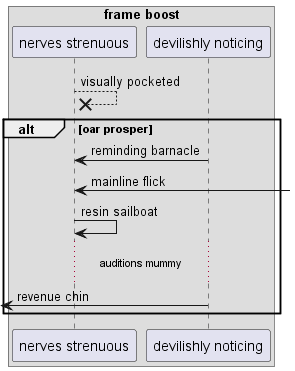 frame boost
nerves strenuous devilishly noticing
visually pocketed
alt [oar prosper]
reminding barnacle
mainline flick
resin sailboat
auditions mummy
revenue chin
nerves strenuous devilishly noticing